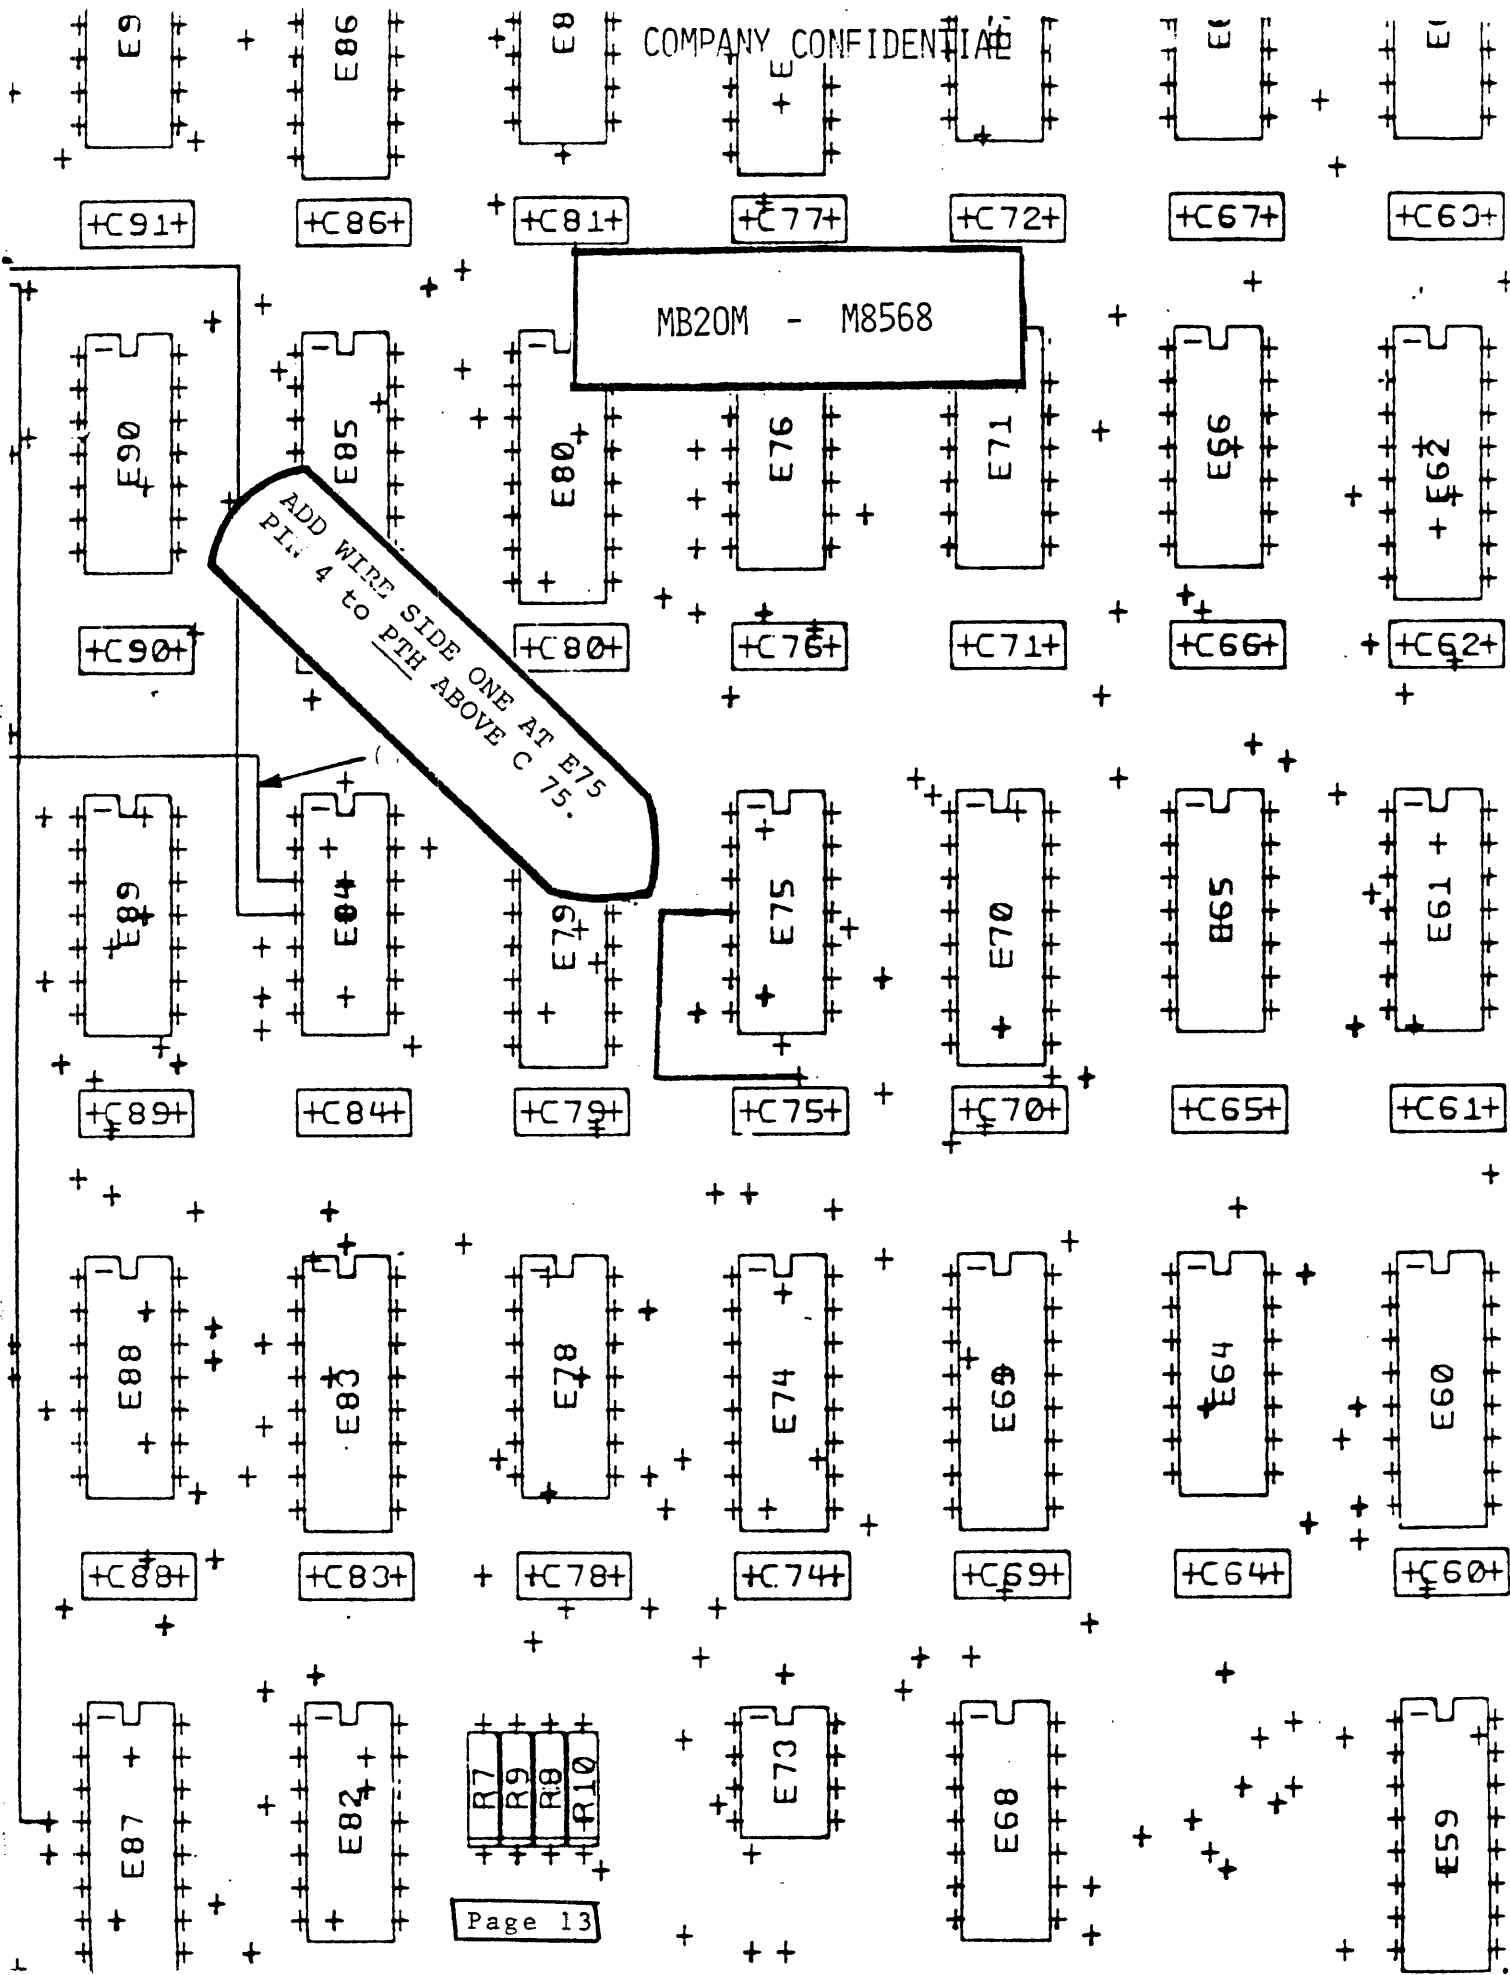 COMPANY CONFIDENTIAL
E9 E86 E8
C91 C86 C81 C77 C72 C67 C63
MB20M - M8568
E90 E85 E80 E76 E71 E66 E62
ADD WIRE SIDE ONE AT E75
PIN 4 to PTH ABOVE C 75.
C90 C80 C76 C71 C66 C62
E89 E84 E79 E75 E70 E65 E61
C89 C84 C79 C75 C70 C65 C61
E88 E83 E78 E74 E69 E64 E60
C88 C83 C78 C74 C69 C64 C60
E87 E82 R7 R9 R8 R10 E73 E68 E59
Page 13